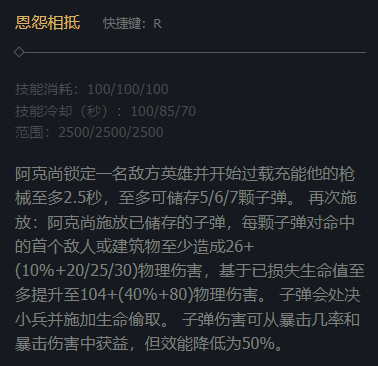 恩怨相抵 快捷键：R
技能消耗：100/100/100
技能冷却（秒）：100/85/70
范围：2500/2500/2500
阿克尚锁定一名敌方英雄并开始过载充能他的枪
械至多2.5秒，至多可储存5/6/7颗子弹。 再次施
放：阿克尚施放已储存的子弹，每颗子弹对命中
的首个敌人或建筑物至少造成26+
(10%+20/25/30)物理伤害，基于已损失生命值至
多提升至104+(40%+80)物理伤害。 子弹会处决
小兵并施加生命偷取。 子弹伤害可从暴击几率和
暴击伤害中获益，但效能降低为50%。